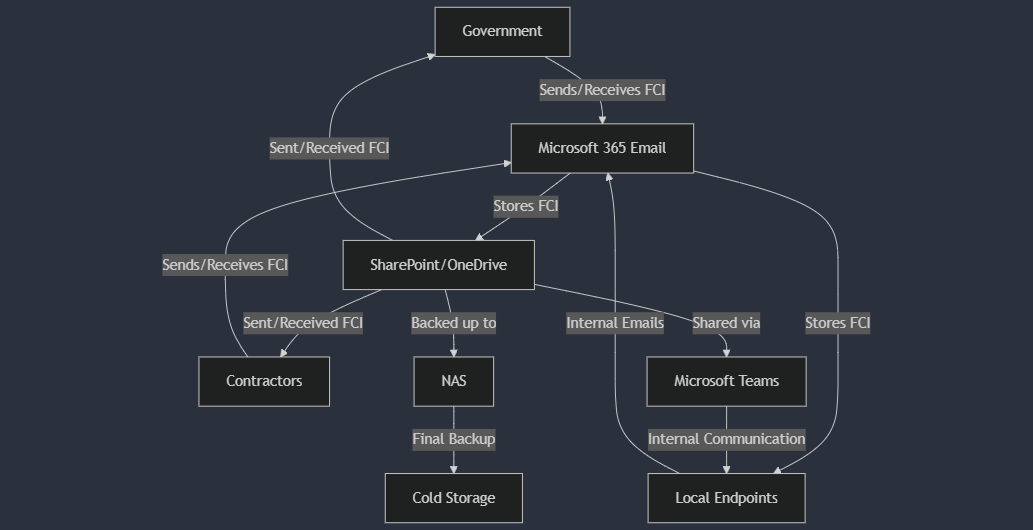 Government
Sends/Receives FCI
Sent/Received FCI
Microsoft 365 Email
Stores FCI
Sends/Receives FCI
SharePoint/OneDrive
Sent/Received FCI
Backed up to
Internal Emails
Shared via
Stores FCI
Contractors
NAS
Microsoft Teams
Final Backup
Internal Communication
Cold Storage
Local Endpoints